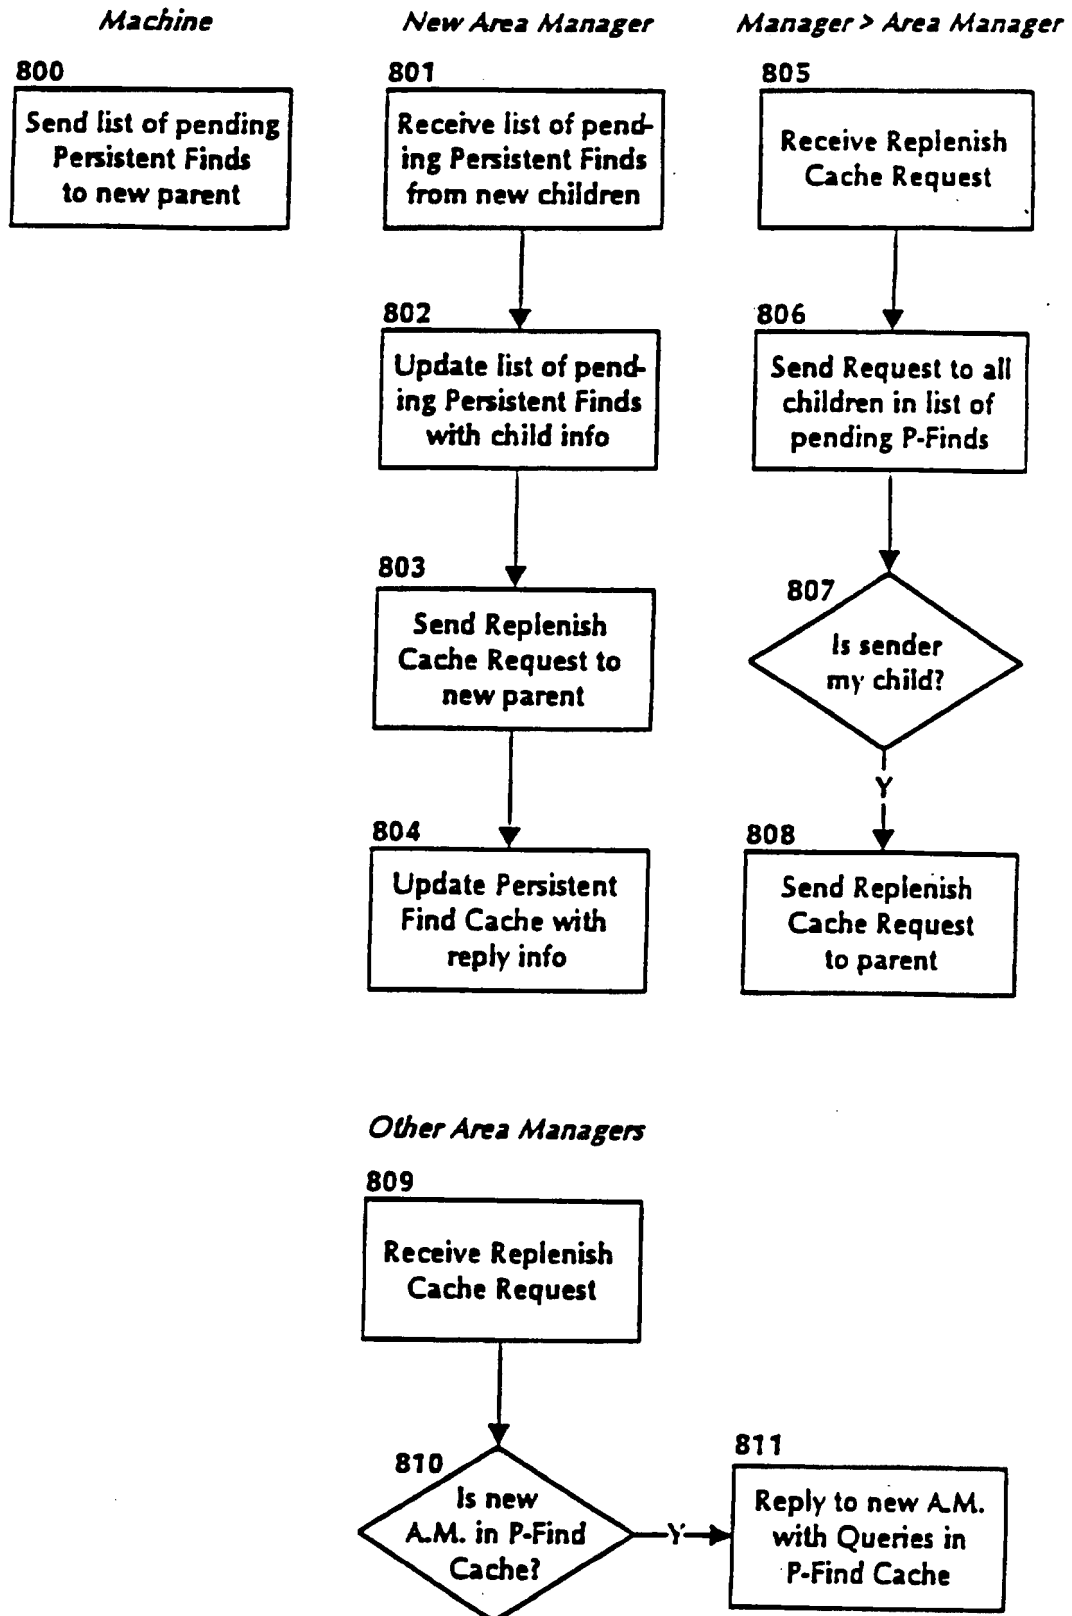 Machine
New Area Manager
Manager > Area Manager
800
Send list of pending
Persistent Finds
to new parent
801
Receive list of pend-
ing Persistent Finds
from new children
802
Update list of pend-
ing Persistent Finds
with child info
803
Send Replenish
Cache Request to
new parent
804
Update Persistent
Find Cache with
reply info
805
Receive Replenish
Cache Request
806
Send Request to all
children in list of
pending P-Finds
807
Is sender
my child?
Y
808
Send Replenish
Cache Request
to parent
Other Area Managers
809
Receive Replenish
Cache Request
810
Is new
A.M. in P-Find
Cache?
Y
811
Reply to new A.M.
with Queries in
P-Find Cache